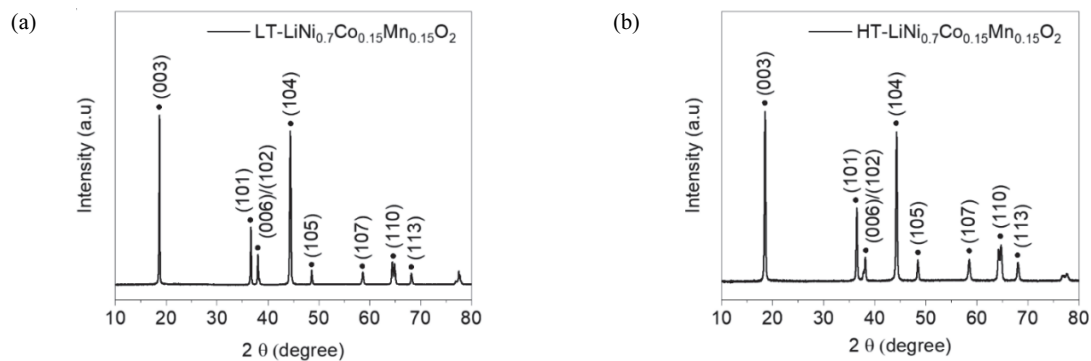 (a)
LT-LiNi₀.₇Co₀.₁₅Mn₀.₁₅O₂
Intensity (a.u)
(003)
(101)
(006)/(102)
(104)
(105)
(107)
(110)
(113)
10 20 30 40 50 60 70 80
2 θ (degree)
(b)
HT-LiNi₀.₇Co₀.₁₅Mn₀.₁₅O₂
Intensity (a.u)
(003)
(101)
(006)/(102)
(104)
(105)
(107)
(110)
(113)
10 20 30 40 50 60 70 80
2 θ (degree)